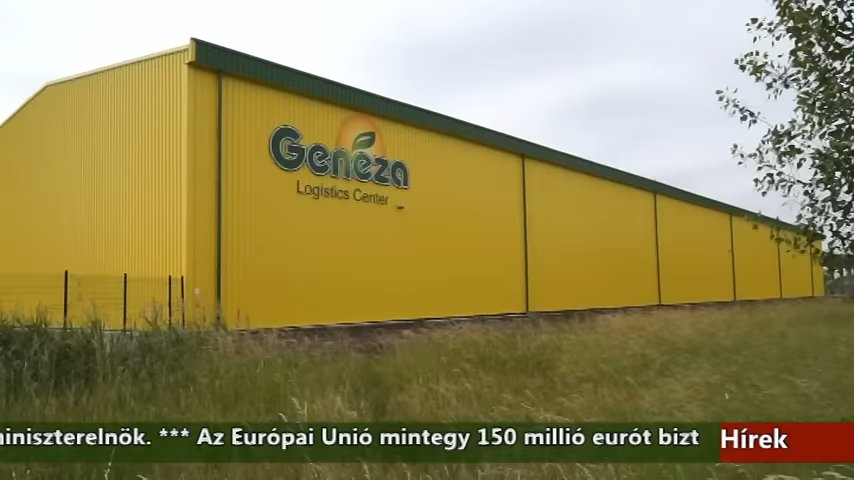 Genéza
Logistics Center
miniszterelnök. *** Az Európai Unió mintegy 150 millió eurót bizt
Hírek